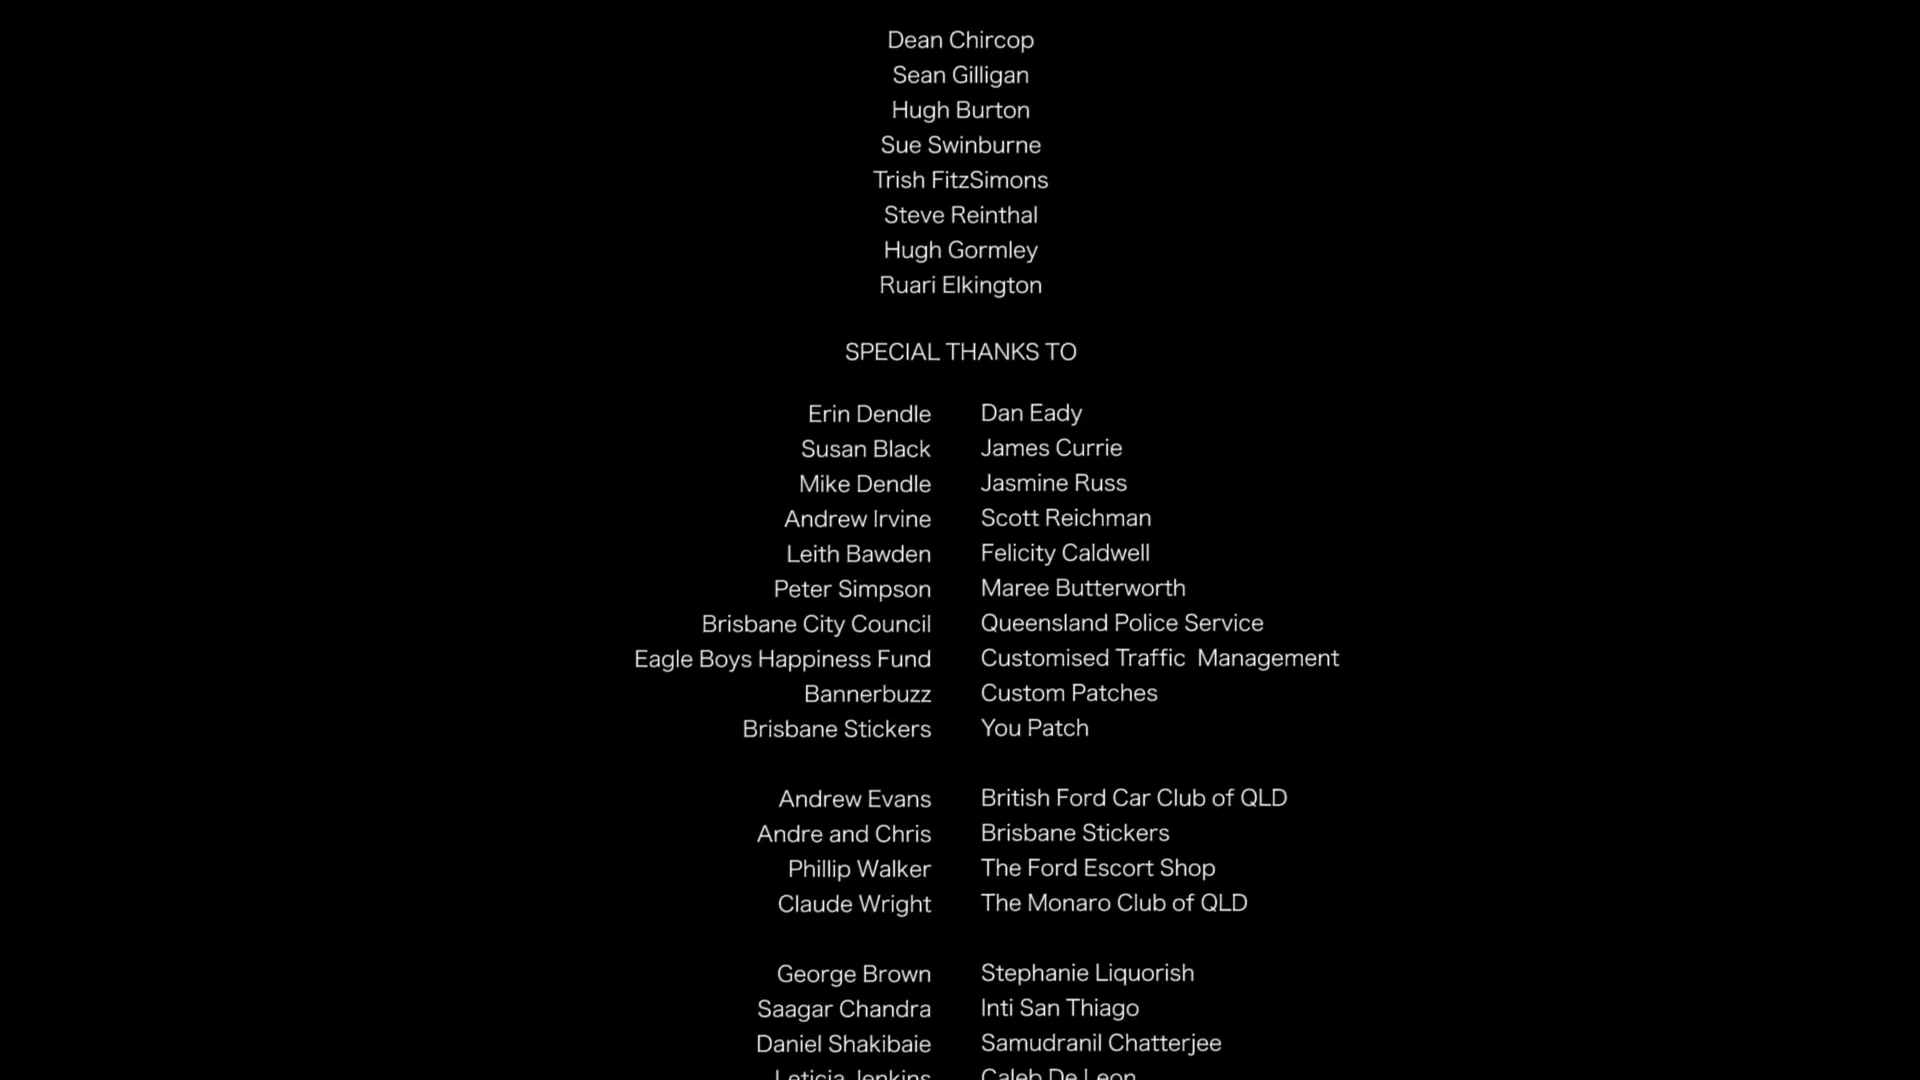 Dean Chircop
Sean Gilligan
Hugh Burton
Sue Swinburne
Trish FitzSimons
Steve Reinthal
Hugh Gormley
Ruari Elkington
SPECIAL THANKS TO
Erin Dendle Dan Eady
Susan Black James Currie
Mike Dendle Jasmine Russ
Andrew Irvine Scott Reichman
Leith Bawden Felicity Caldwell
Peter Simpson Maree Butterworth
Brisbane City Council Queensland Police Service
Eagle Boys Happiness Fund Customised Traffic  Management
Bannerbuzz Custom Patches
Brisbane Stickers You Patch
Andrew Evans British Ford Car Club of QLD
Andre and Chris Brisbane Stickers
Phillip Walker The Ford Escort Shop
Claude Wright The Monaro Club of QLD
George Brown Stephanie Liquorish
Saagar Chandra Inti San Thiago
Daniel Shakibaie Samudranil Chatterjee
Leticia Jenkins Caleb De Leon